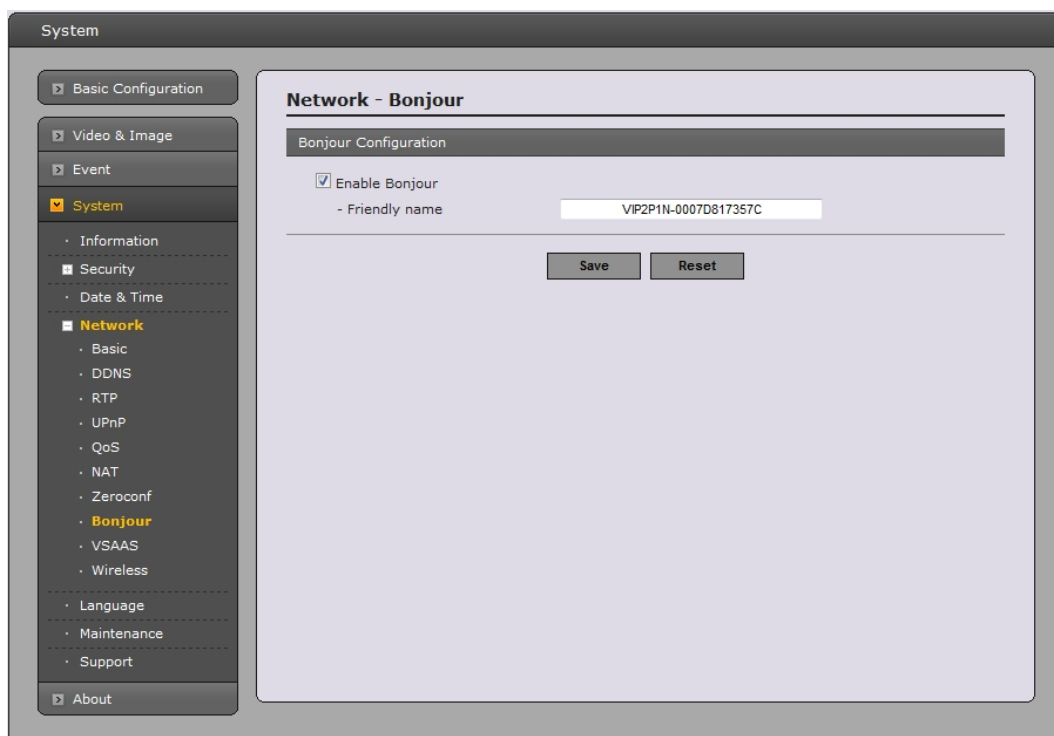 System
Basic Configuration
Video & Image
Event
System
Information
Security
Date & Time
Network
Basic
DDNS
RTP
UPnP
QoS
NAT
Zeroconf
Bonjour
VSAAS
Wireless
Language
Maintenance
Support
About
Network - Bonjour
Bonjour Configuration
Enable Bonjour
- Friendly name VIP2P1N-0007D817357C
Save Reset